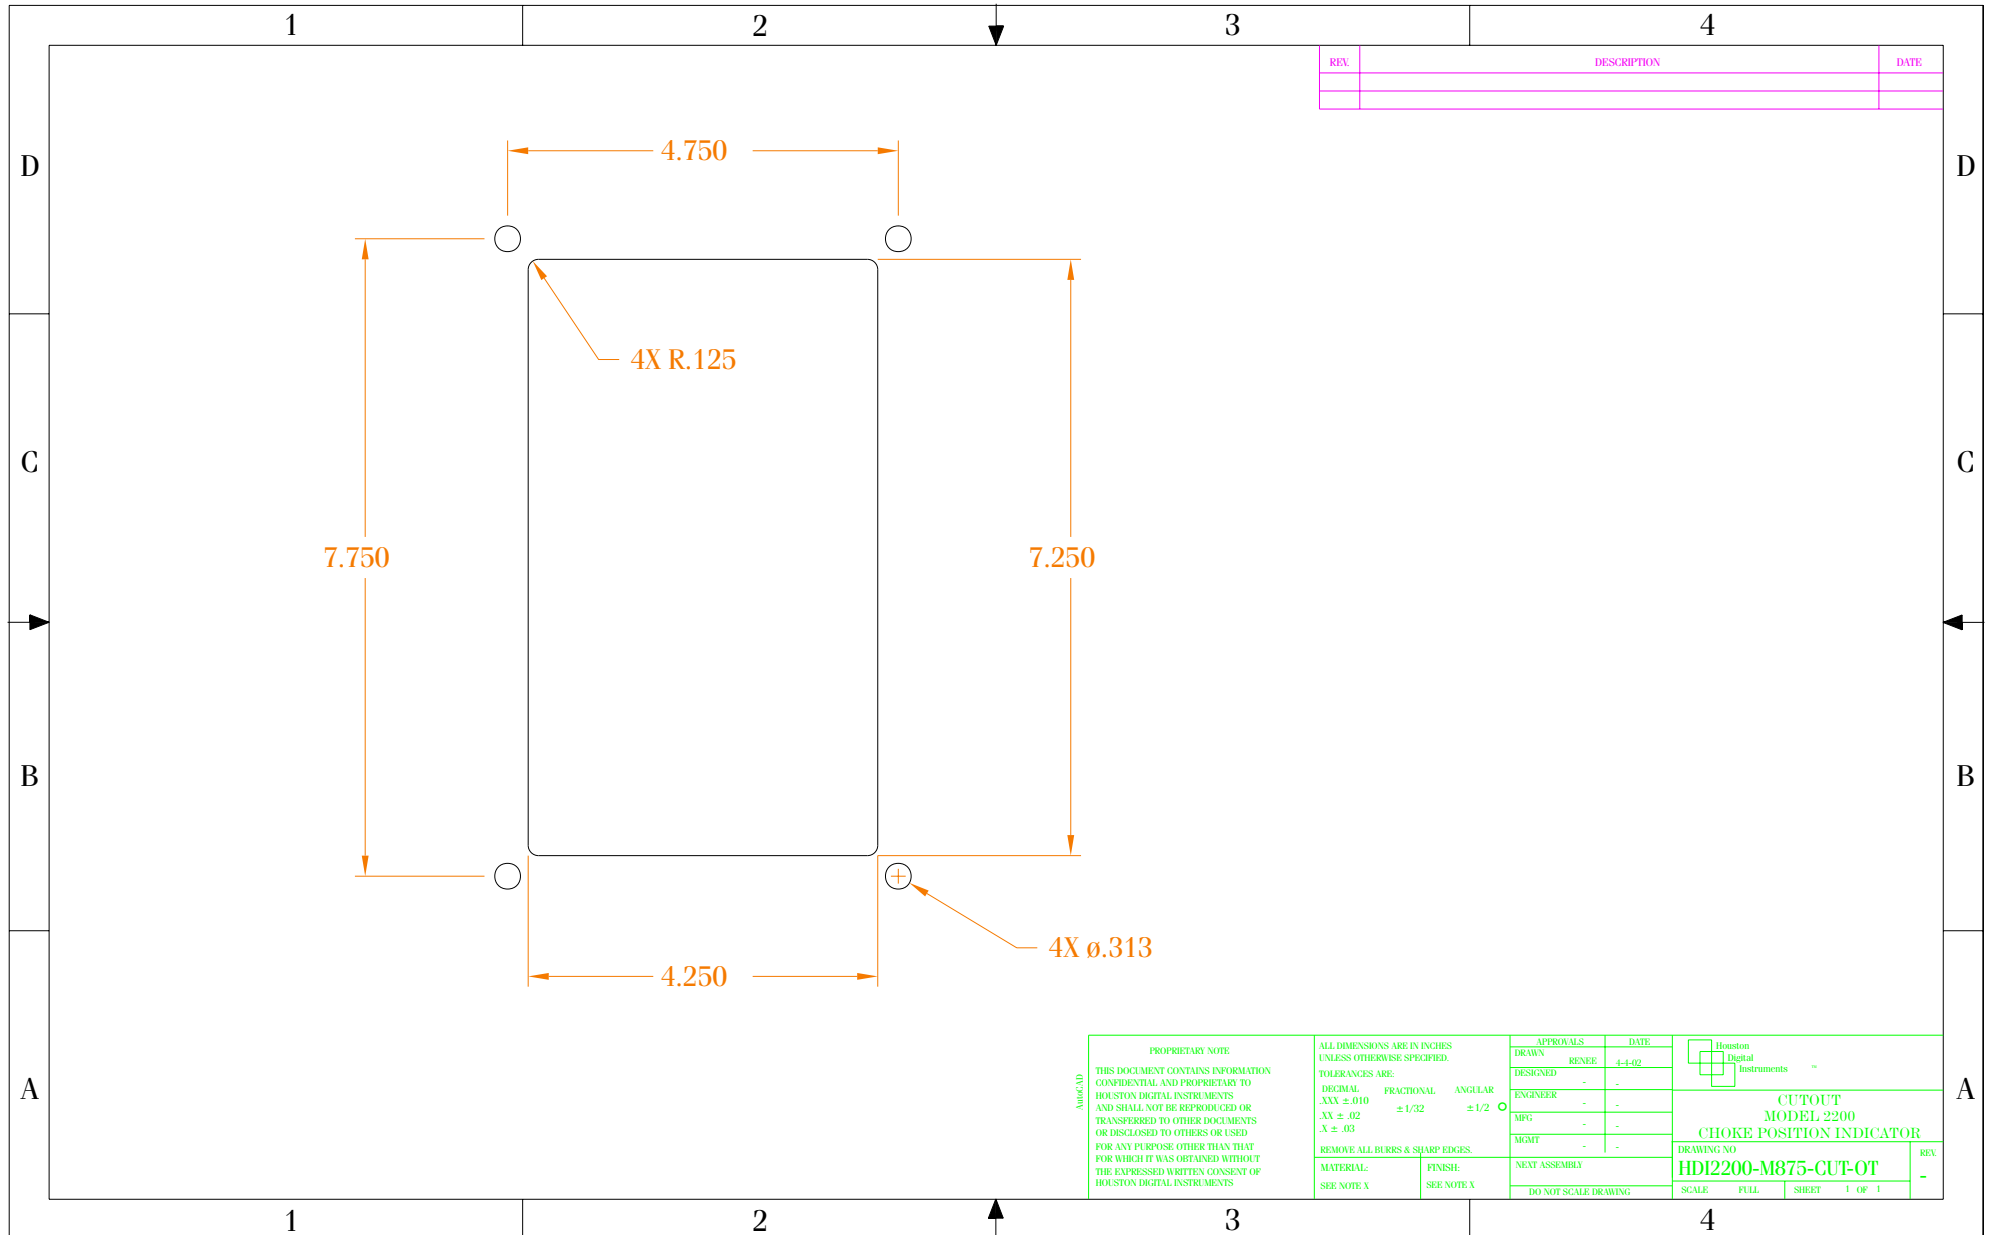 1 2 3 4
REV. DESCRIPTION DATE
D D
4.750
4X R.125
C C
7.750 7.250
B B
4X ø.313
4.250
A A
AutoCAD
PROPRIETARY NOTE
THIS DOCUMENT CONTAINS INFORMATION
CONFIDENTIAL AND PROPRIETARY TO
HOUSTON DIGITAL INSTRUMENTS
AND SHALL NOT BE REPRODUCED OR
TRANSFERRED TO OTHER DOCUMENTS
OR DISCLOSED TO OTHERS OR USED
FOR ANY PURPOSE OTHER THAN THAT
FOR WHICH IT WAS OBTAINED WITHOUT
THE EXPRESSED WRITTEN CONSENT OF
HOUSTON DIGITAL INSTRUMENTS
ALL DIMENSIONS ARE IN INCHES
UNLESS OTHERWISE SPECIFIED.
TOLERANCES ARE:
DECIMAL FRACTIONAL ANGULAR
.XXX ±.010 ±1/32 ±1/2 O
.XX ± .02
.X ± .03
REMOVE ALL BURRS & SHARP EDGES.
MATERIAL: FINISH:
SEE NOTE X SEE NOTE X
APPROVALS DATE
DRAWN RENEE 4-4-02
DESIGNED - -
ENGINEER - -
MFG - -
MGMT - -
NEXT ASSEMBLY
DO NOT SCALE DRAWING
Houston
Digital
Instruments ™
CUTOUT
MODEL 2200
CHOKE POSITION INDICATOR
DRAWING NO REV.
HDI2200-M875-CUT-OT -
SCALE FULL SHEET 1 OF 1
1 2 3 4